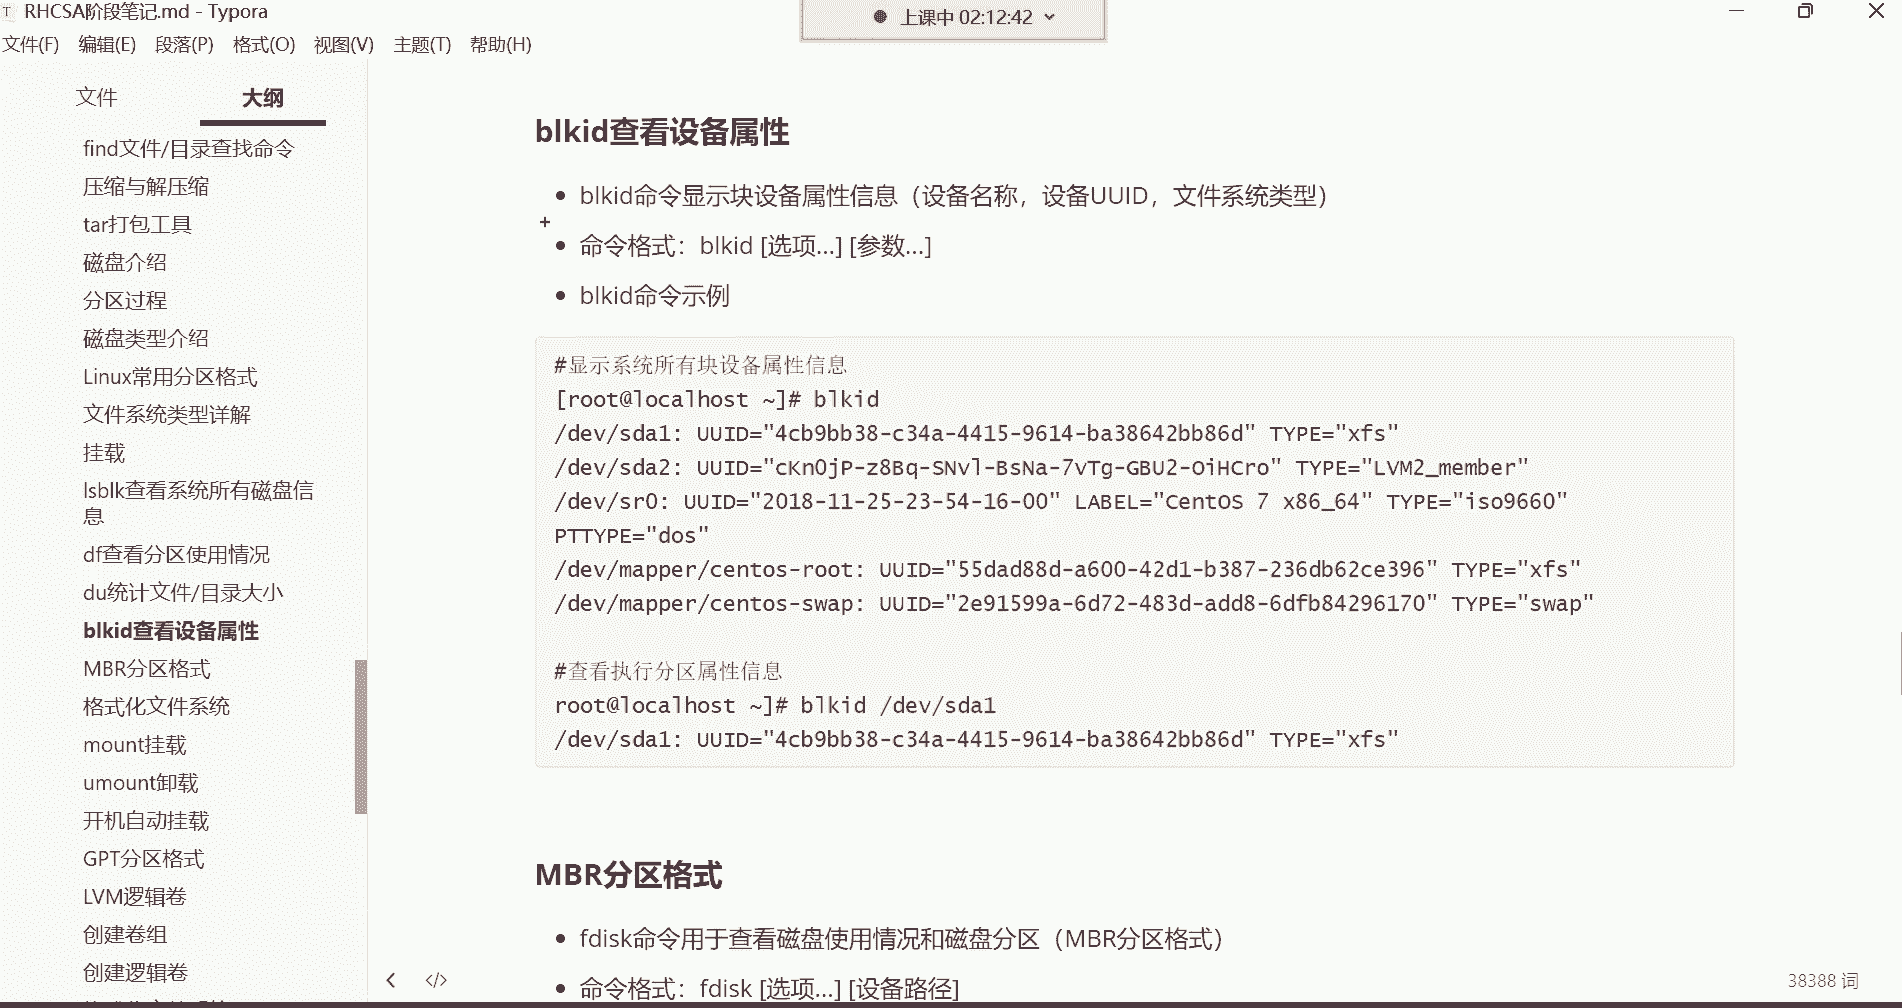 RHCSA阶段笔记.md - Typora
上课中 02:12:42
文件(F) 编辑(E) 段落(P) 格式(O) 视图(V) 主题(T) 帮助(H)
文件 大纲
find文件/目录查找命令
压缩与解压缩
tar打包工具
磁盘介绍
分区过程
磁盘类型介绍
Linux常用分区格式
文件系统类型详解
挂载
lsblk查看系统所有磁盘信
息
df查看分区使用情况
du统计文件/目录大小
blkid查看设备属性
MBR分区格式
格式化文件系统
mount挂载
umount卸载
开机自动挂载
GPT分区格式
LVM逻辑卷
创建卷组
创建逻辑卷
blkid查看设备属性
blkid命令显示块设备属性信息（设备名称，设备UUID，文件系统类型）
命令格式：blkid [选项...] [参数...]
blkid命令示例
#显示系统所有块设备属性信息
[root@localhost ~]# blkid
/dev/sda1: UUID="4cb9bb38-c34a-4415-9614-ba38642bb86d" TYPE="xfs"
/dev/sda2: UUID="cKn0jP-z8Bq-SNvl-BsNa-7vTg-GBU2-OiHCro" TYPE="LVM2_member"
/dev/sr0: UUID="2018-11-25-23-54-16-00" LABEL="CentOS 7 x86_64" TYPE="iso9660"
PTTYPE="dos"
/dev/mapper/centos-root: UUID="55dad88d-a600-42d1-b387-236db62ce396" TYPE="xfs"
/dev/mapper/centos-swap: UUID="2e91599a-6d72-483d-add8-6dfb84296170" TYPE="swap"
#查看执行分区属性信息
root@localhost ~]# blkid /dev/sda1
/dev/sda1: UUID="4cb9bb38-c34a-4415-9614-ba38642bb86d" TYPE="xfs"
MBR分区格式
fdisk命令用于查看磁盘使用情况和磁盘分区（MBR分区格式）
命令格式：fdisk [选项...] [设备路径]
38388 词